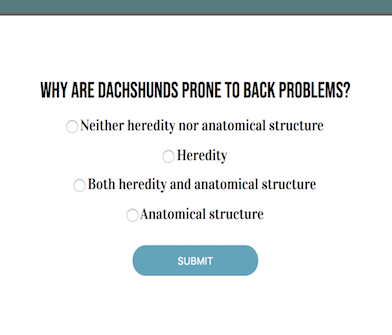 WHY ARE DACHSHUNDS PRONE TO BACK PROBLEMS?
Neither heredity nor anatomical structure
Heredity
Both heredity and anatomical structure
Anatomical structure
SUBMIT